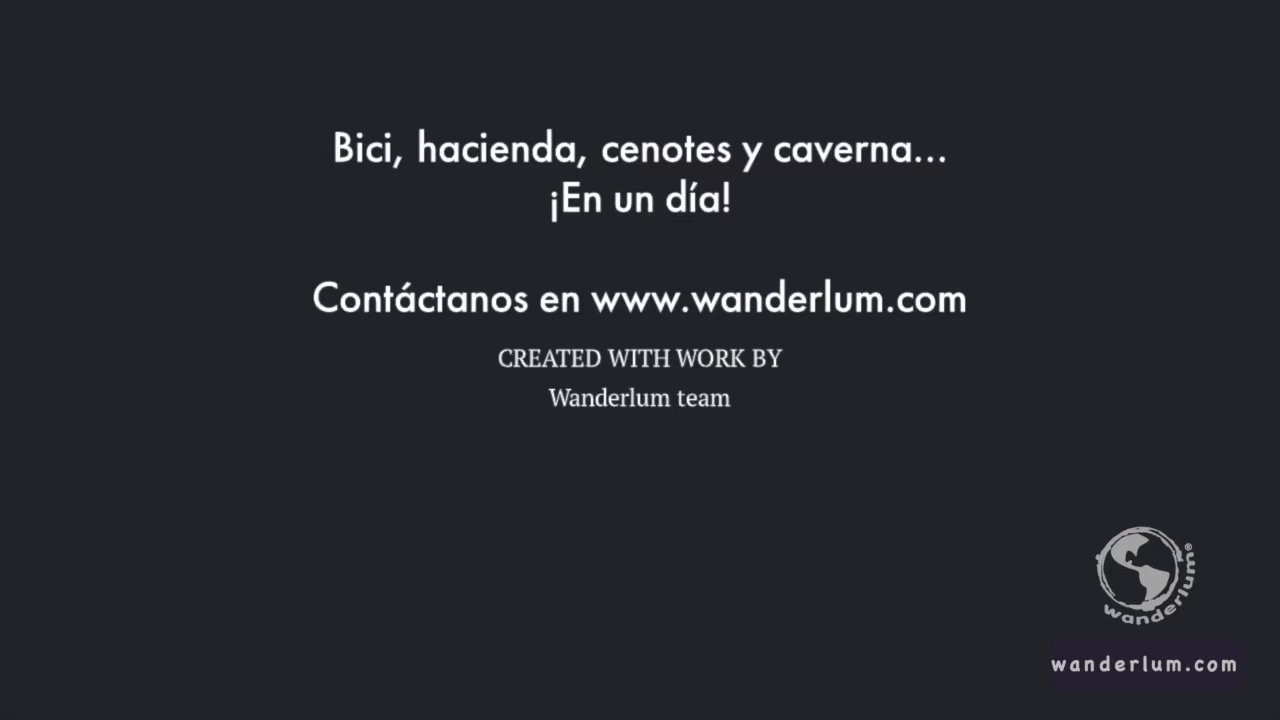 Bici, hacienda, cenotes y caverna...
¡En un día!
Contáctanos en www.wanderlum.com
CREATED WITH WORK BY
Wanderlum team
wanderlum®
wanderlum.com